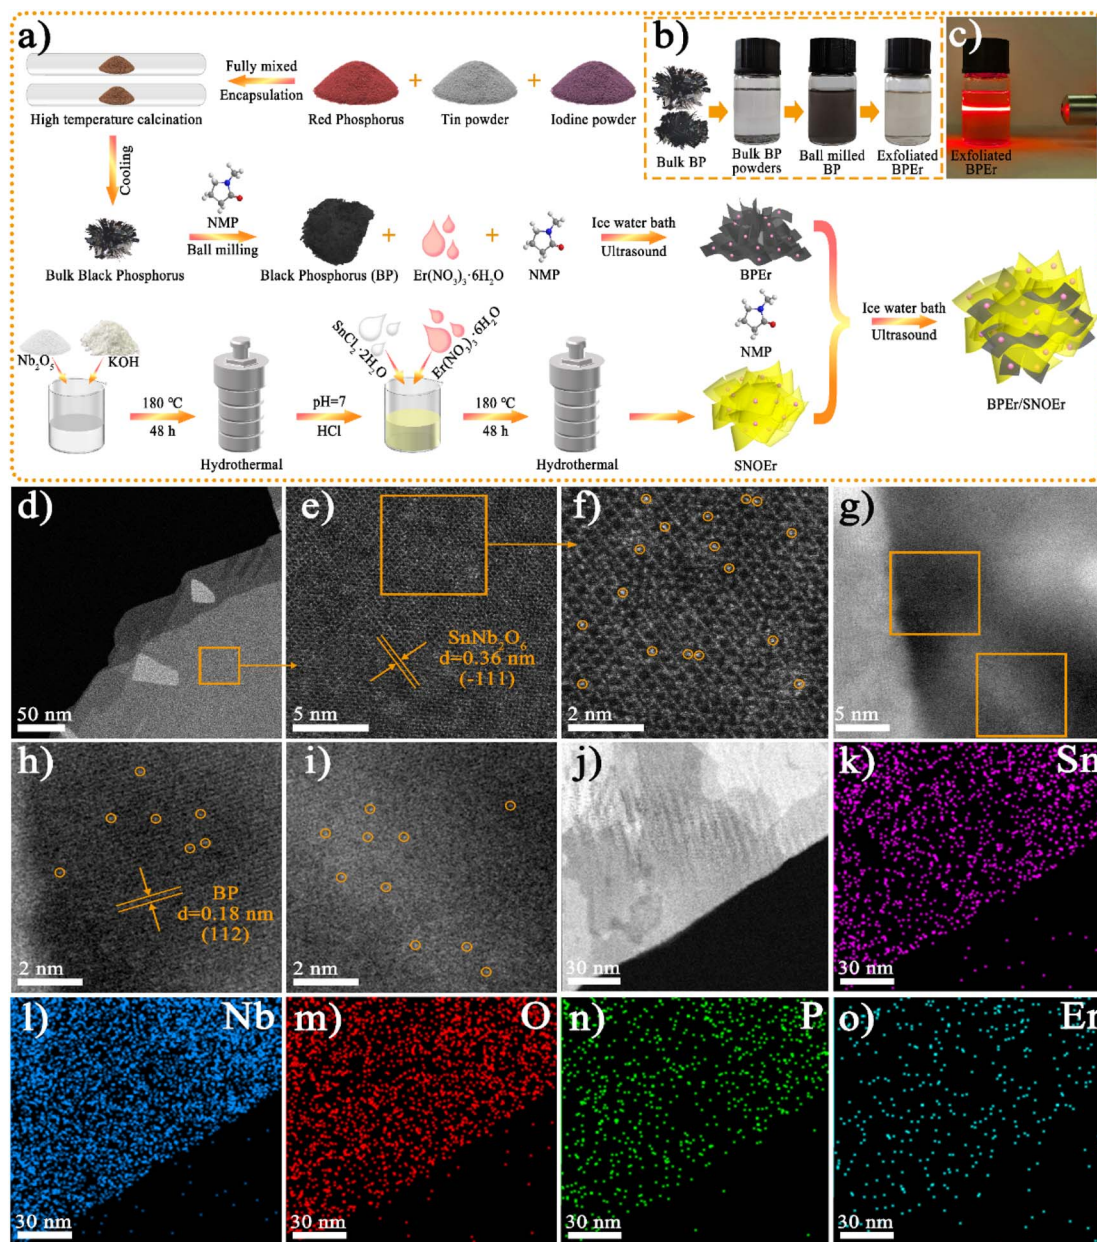 a)
Fully mixed
Encapsulation
High temperature calcination
Red Phosphorus
+
Tin powder
+
Iodine powder
b)
Bulk BP
Bulk BP
powders
Ball milled
BP
Exfoliated
BPEr
c)
Exfoliated
BPEr
Cooling
Bulk Black Phosphorus
NMP
Ball milling
Black Phosphorus (BP)
+
Er(NO₃)₃·6H₂O
+
NMP
Ice water bath
Ultrasound
BPEr
NMP
Ice water bath
Ultrasound
BPEr/SNOEr
Nb₂O₅
KOH
180 ℃
48 h
Hydrothermal
pH=7
HCl
SnCl₂·2H₂O
Er(NO₃)₃·6H₂O
180 ℃
48 h
Hydrothermal
SNOEr
d)
50 nm
e)
SnNb₂O₆
d=0.36 nm
(-111)
5 nm
f)
2 nm
g)
5 nm
h)
BP
d=0.18 nm
(112)
2 nm
i)
2 nm
j)
30 nm
k)
Sn
30 nm
l)
Nb
30 nm
m)
O
30 nm
n)
P
30 nm
o)
Er
30 nm